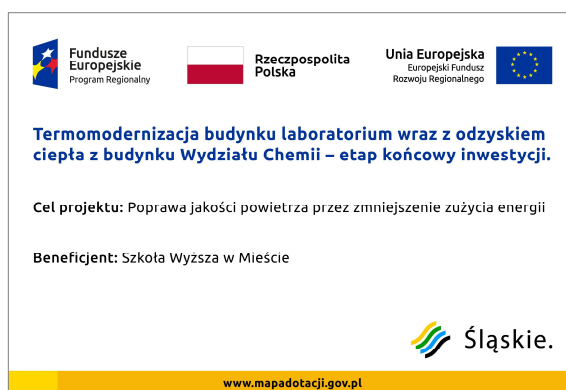 Fundusze
Europejskie
Program Regionalny
Rzeczpospolita
Polska
Unia Europejska
Europejski Fundusz
Rozwoju Regionalnego
Termomodernizacja budynku laboratorium wraz z odzyskiem
ciepła z budynku Wydziału Chemii – etap końcowy inwestycji.
Cel projektu: Poprawa jakości powietrza przez zmniejszenie zużycia energii
Beneficjent: Szkoła Wyższa w Mieście
Śląskie.
www.mapadotacji.gov.pl